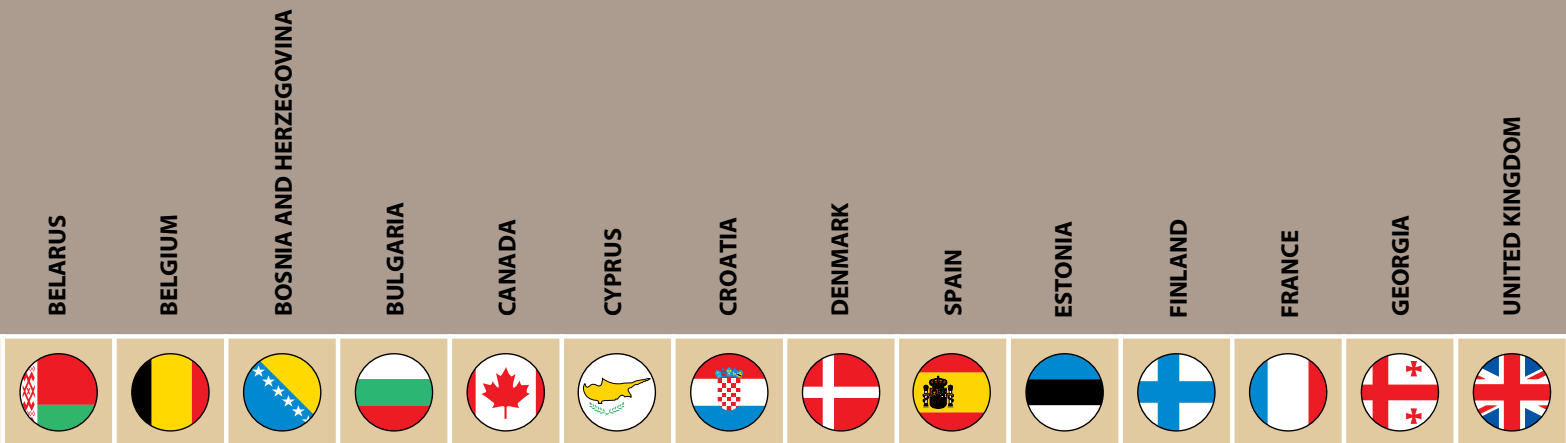 BELARUS
BELGIUM
BOSNIA AND HERZEGOVINA
BULGARIA
CANADA
CYPRUS
CROATIA
DENMARK
SPAIN
ESTONIA
FINLAND
FRANCE
GEORGIA
UNITED KINGDOM